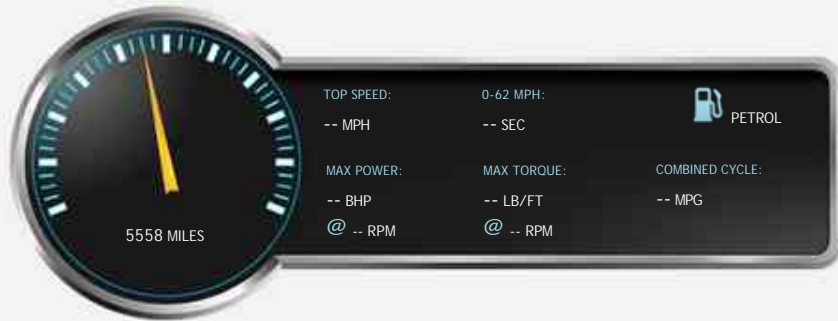 TOP SPEED:
-- MPH
0-62 MPH:
-- SEC
PETROL
MAX POWER:
-- BHP
@ -- RPM
MAX TORQUE:
-- LB/FT
@ -- RPM
COMBINED CYCLE:
-- MPG
5558 MILES